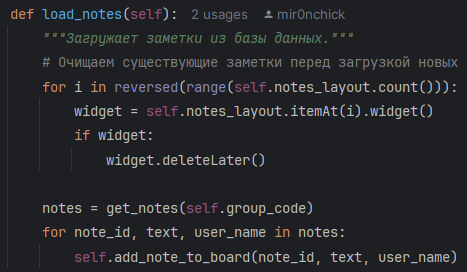 def load_notes(self): 2 usages mir0nchick
"""Загружает заметки из базы данных."""
# Очищаем существующие заметки перед загрузкой новых
for i in reversed(range(self.notes_layout.count())):
widget = self.notes_layout.itemAt(i).widget()
if widget:
widget.deleteLater()
notes = get_notes(self.group_code)
for note_id, text, user_name in notes:
self.add_note_to_board(note_id, text, user_name)